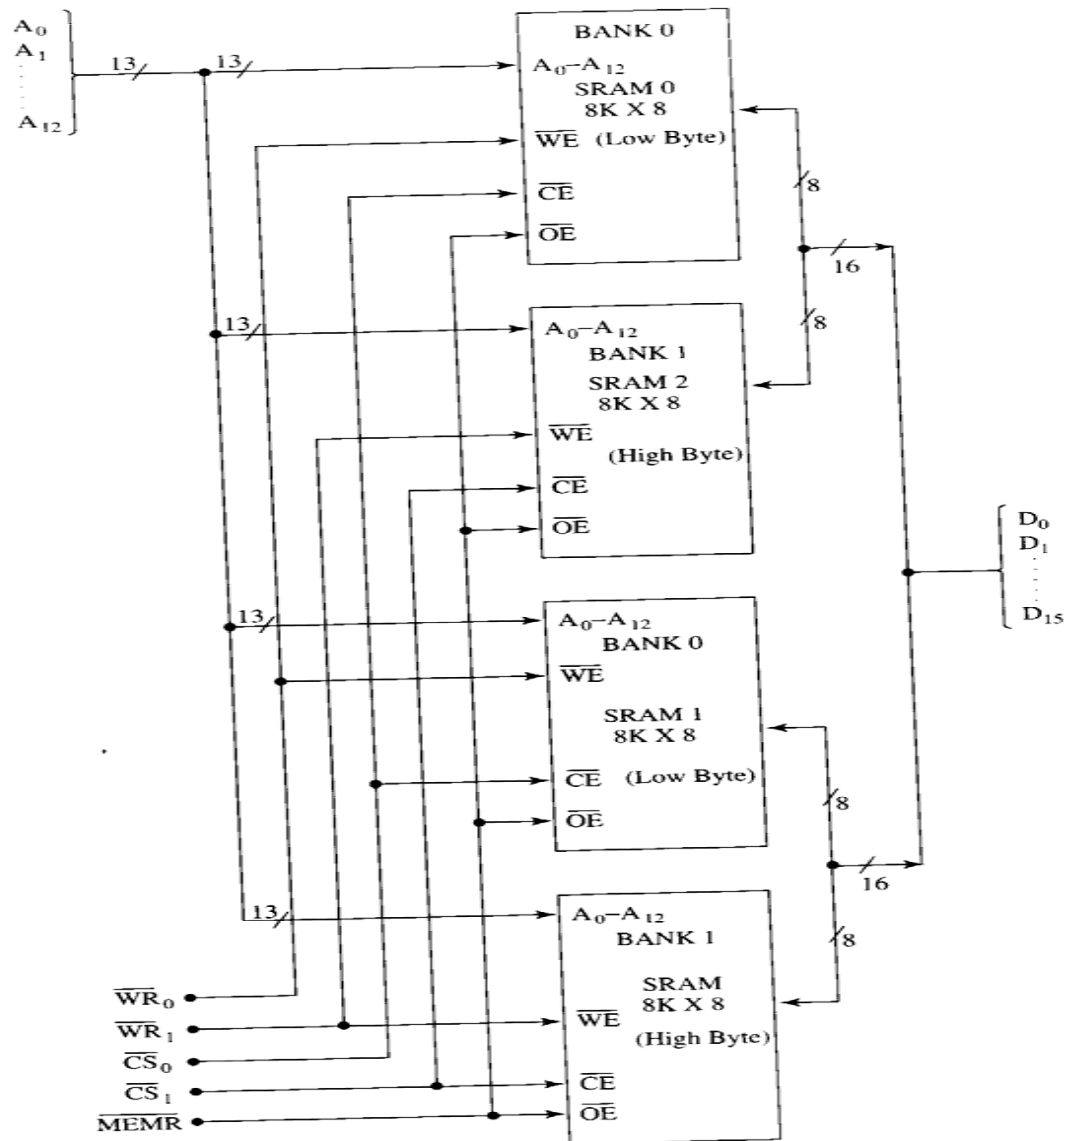 A0
A1
A12
13
13
BANK 0
A0–A12
SRAM 0
8K X 8
WE (Low Byte)
CE
OE
8
16
8
13
A0–A12
BANK 1
SRAM 2
8K X 8
WE
(High Byte)
CE
OE
D0
D1
D15
13
A0–A12
BANK 0
WE
SRAM 1
8K X 8
CE (Low Byte)
OE
8
16
8
13
A0–A12
BANK 1
SRAM
8K X 8
WE
(High Byte)
CE
OE
WR0
WR1
CS0
CS1
MEMR